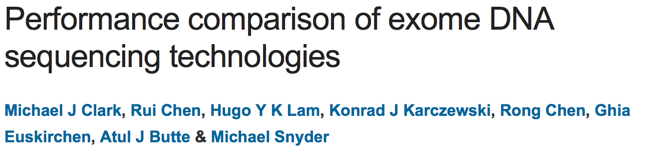 Performance comparison of exome DNA
sequencing technologies
Michael J Clark, Rui Chen, Hugo Y K Lam, Konrad J Karczewski, Rong Chen, Ghia
Euskirchen, Atul J Butte & Michael Snyder